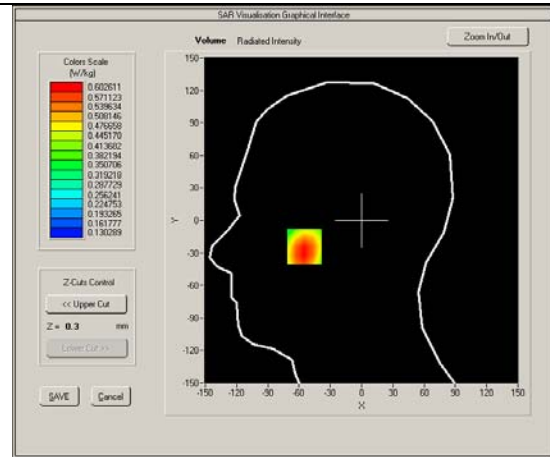 SAR Visualisation Graphical Interface
Volume Radiated Intensity
Zoom In/Out
Colors Scale
(W/kg)
0.602611
0.571123
0.539634
0.508146
0.476658
0.445170
0.413682
0.382194
0.350706
0.319218
0.287729
0.256241
0.224753
0.193265
0.161777
0.130289
Z-Cuts Control
<< Upper Cut
Z = 0.3 mm
Lower Cut >>
SAVE Cancel
150
120
90
60
30
0
-30
-60
-90
-120
-150
Y
-150 -120 -90 -60 -30 0 30 60 90 120 150
X